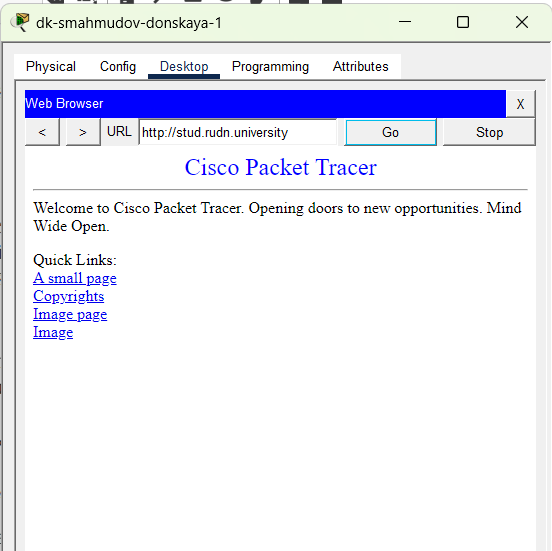 dk-smahmudov-donskaya-1
Physical Config Desktop Programming Attributes
Web Browser X
< > URL http://stud.rudn.university Go Stop
Cisco Packet Tracer
Welcome to Cisco Packet Tracer. Opening doors to new opportunities. Mind
Wide Open.
Quick Links:
A small page
Copyrights
Image page
Image